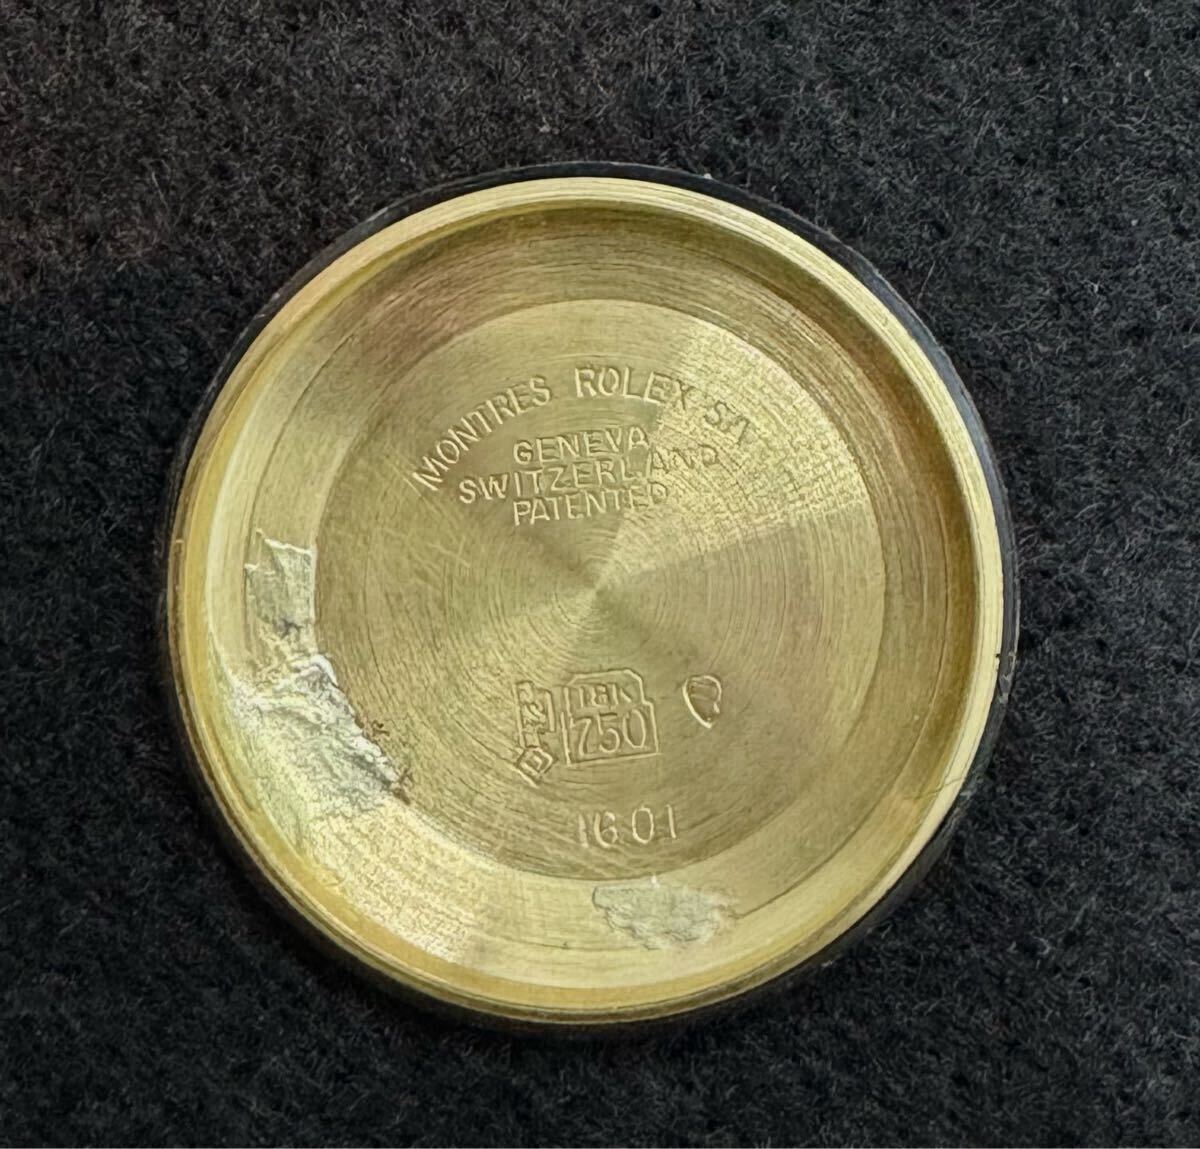 MONTRES ROLEX S.A
GENEVA
SWITZERLAND
PATENTED
18K
750
1601